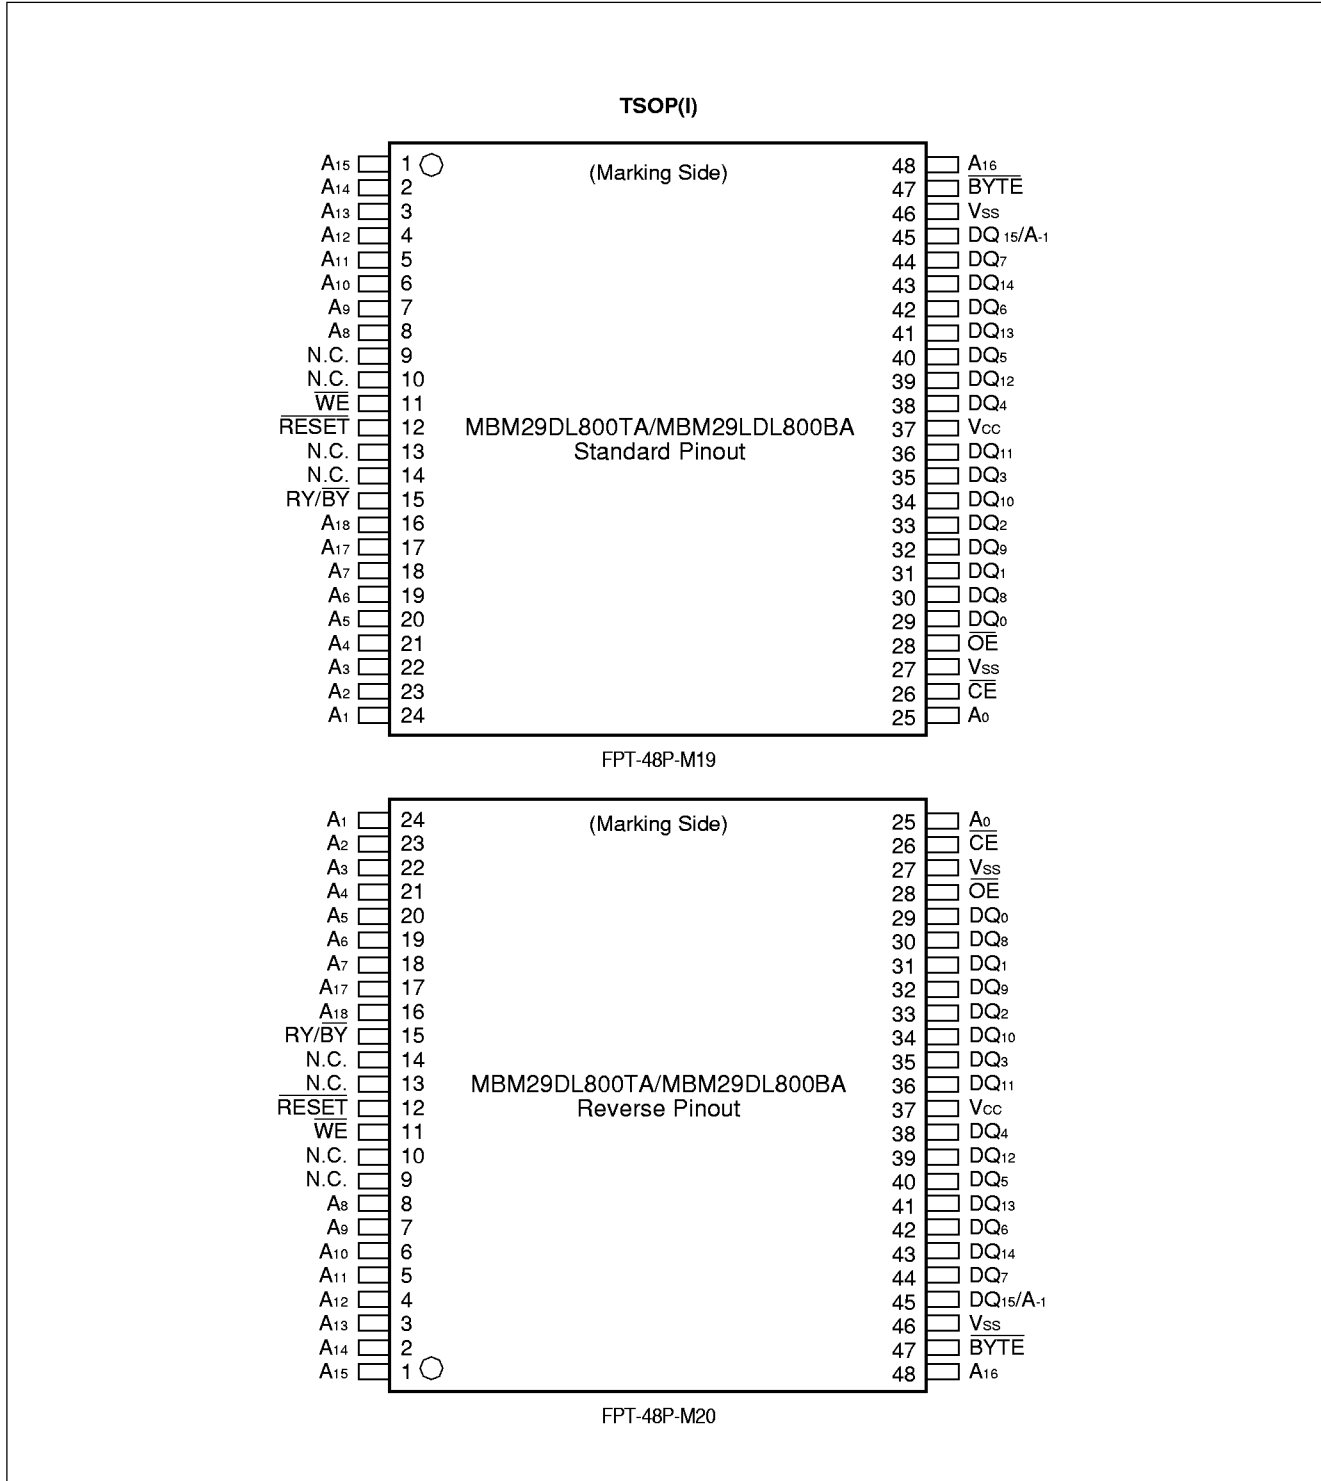 TSOP(I)
(Marking Side)
A15 1 48 A16
A14 2 47 BYTE
A13 3 46 VSS
A12 4 45 DQ 15/A-1
A11 5 44 DQ7
A10 6 43 DQ14
A9 7 42 DQ6
A8 8 41 DQ13
N.C. 9 40 DQ5
N.C. 10 39 DQ12
WE 11 38 DQ4
RESET 12 37 VCC
MBM29DL800TA/MBM29LDL800BA
Standard Pinout
N.C. 13 36 DQ11
N.C. 14 35 DQ3
RY/BY 15 34 DQ10
A18 16 33 DQ2
A17 17 32 DQ9
A7 18 31 DQ1
A6 19 30 DQ8
A5 20 29 DQ0
A4 21 28 OE
A3 22 27 VSS
A2 23 26 CE
A1 24 25 A0
FPT-48P-M19
(Marking Side)
A1 24 25 A0
A2 23 26 CE
A3 22 27 VSS
A4 21 28 OE
A5 20 29 DQ0
A6 19 30 DQ8
A7 18 31 DQ1
A17 17 32 DQ9
A18 16 33 DQ2
RY/BY 15 34 DQ10
N.C. 14 35 DQ3
N.C. 13 36 DQ11
MBM29DL800TA/MBM29DL800BA
Reverse Pinout
RESET 12 37 VCC
WE 11 38 DQ4
N.C. 10 39 DQ12
N.C. 9 40 DQ5
A8 8 41 DQ13
A9 7 42 DQ6
A10 6 43 DQ14
A11 5 44 DQ7
A12 4 45 DQ15/A-1
A13 3 46 VSS
A14 2 47 BYTE
A15 1 48 A16
FPT-48P-M20